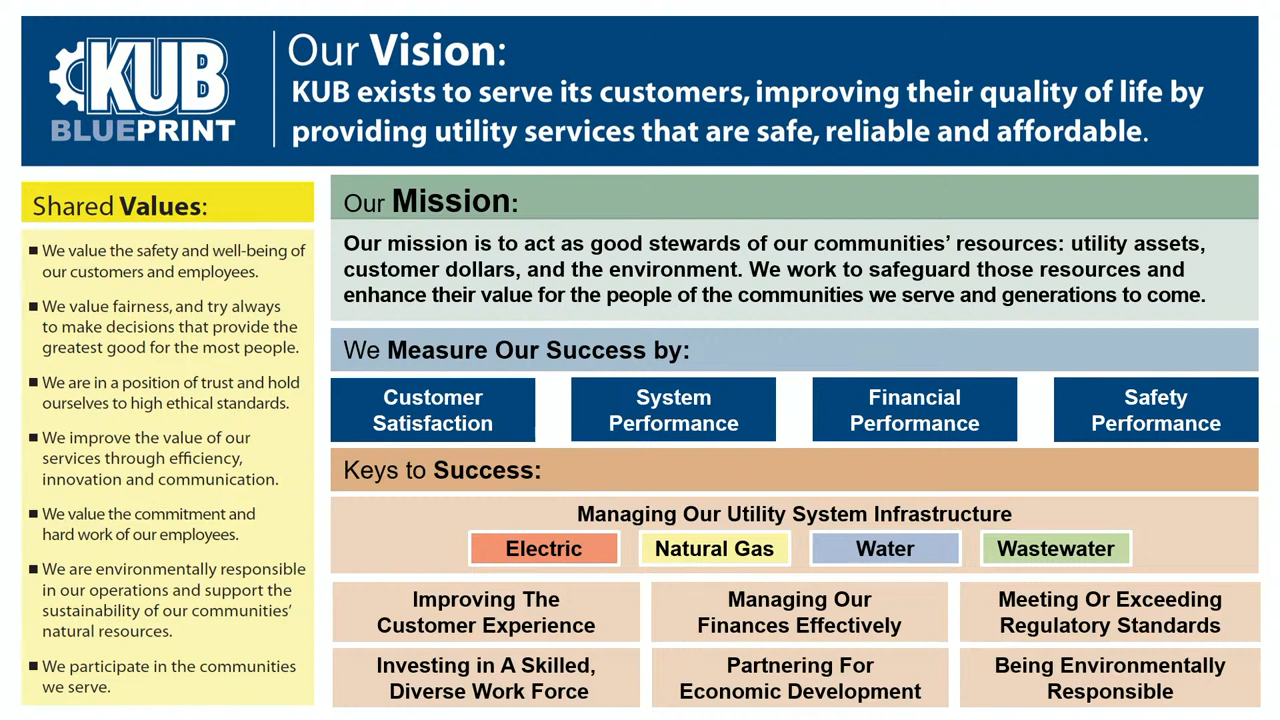 KUB
BLUEPRINT
Our Vision:
KUB exists to serve its customers, improving their quality of life by
providing utility services that are safe, reliable and affordable.
Shared Values:
■ We value the safety and well-being of
our customers and employees.
■ We value fairness, and try always
to make decisions that provide the
greatest good for the most people.
■ We are in a position of trust and hold
ourselves to high ethical standards.
■ We improve the value of our
services through efficiency,
innovation and communication.
■ We value the commitment and
hard work of our employees.
■ We are environmentally responsible
in our operations and support the
sustainability of our communities’
natural resources.
■ We participate in the communities
we serve.
Our Mission:
Our mission is to act as good stewards of our communities’ resources: utility assets,
customer dollars, and the environment. We work to safeguard those resources and
enhance their value for the people of the communities we serve and generations to come.
We Measure Our Success by:
Customer
Satisfaction
System
Performance
Financial
Performance
Safety
Performance
Keys to Success:
Managing Our Utility System Infrastructure
Electric
Natural Gas
Water
Wastewater
Improving The
Customer Experience
Managing Our
Finances Effectively
Meeting Or Exceeding
Regulatory Standards
Investing in A Skilled,
Diverse Work Force
Partnering For
Economic Development
Being Environmentally
Responsible